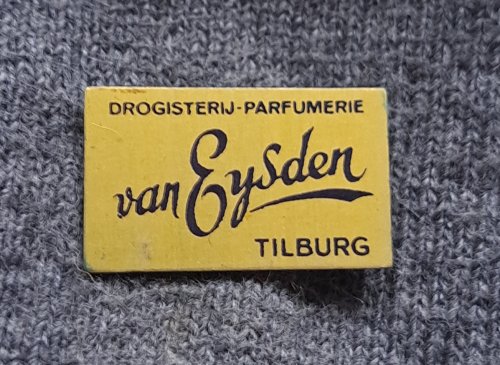 DROGISTERIJ-PARFUMERIE
van Eysden
TILBURG